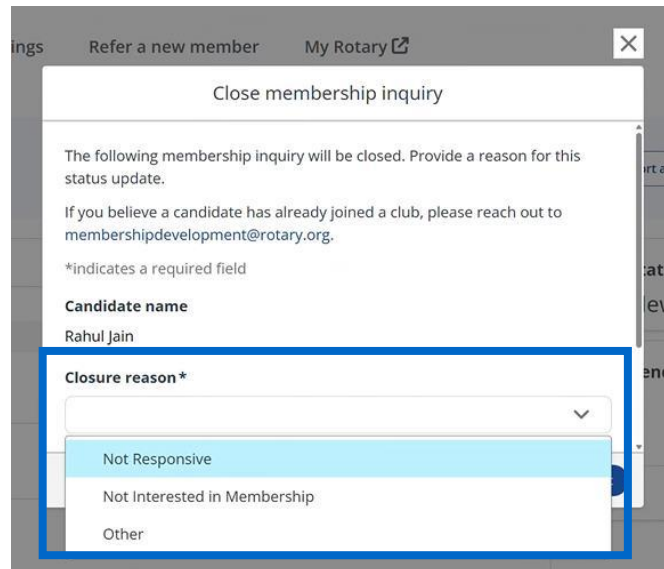 ings Refer a new member My Rotary
Close membership inquiry
The following membership inquiry will be closed. Provide a reason for this
status update.
If you believe a candidate has already joined a club, please reach out to
membershipdevelopment@rotary.org.
*indicates a required field
Candidate name
Rahul Jain
Closure reason*
Not Responsive
Not Interested in Membership
Other